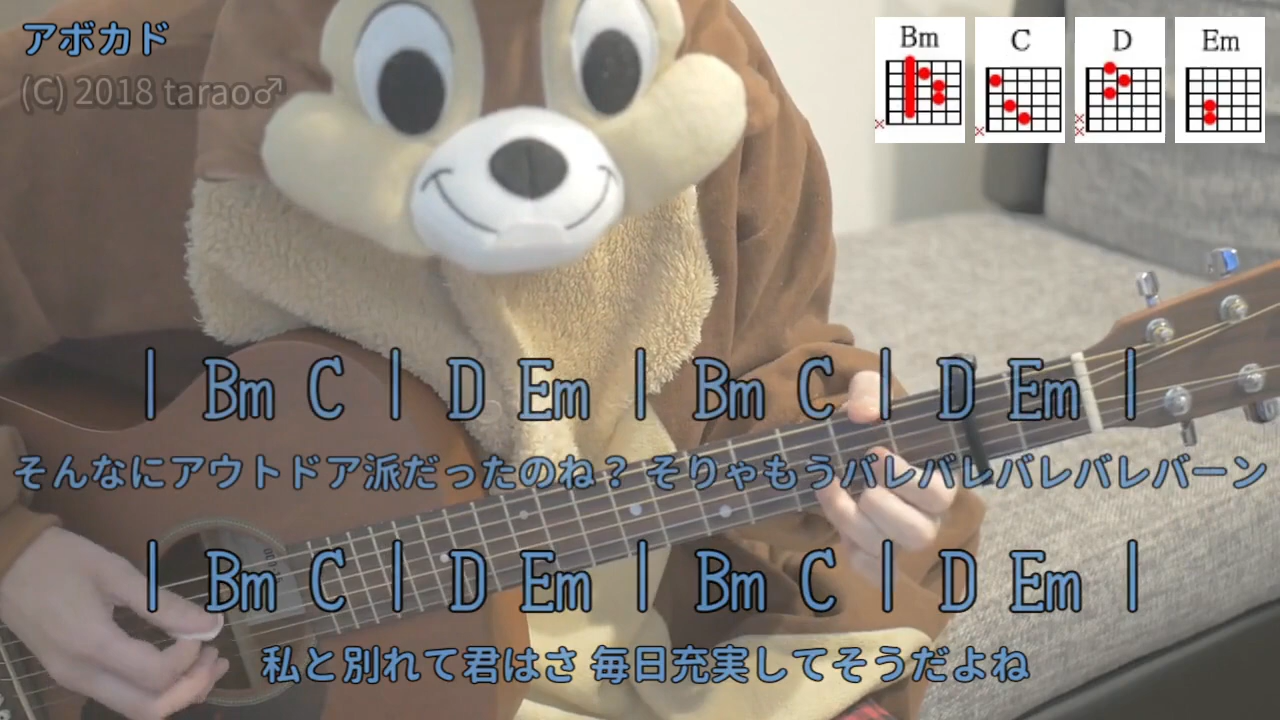 アボカド
(C) 2018 tarao♂
Bm C D Em
| Bm C | D Em | Bm C | D Em |
そんなにアウトドア派だったのね？ そりゃもうバレバレバレバレバーン
| Bm C | D Em | Bm C | D Em |
私と別れて君はさ 毎日充実してそうだよね